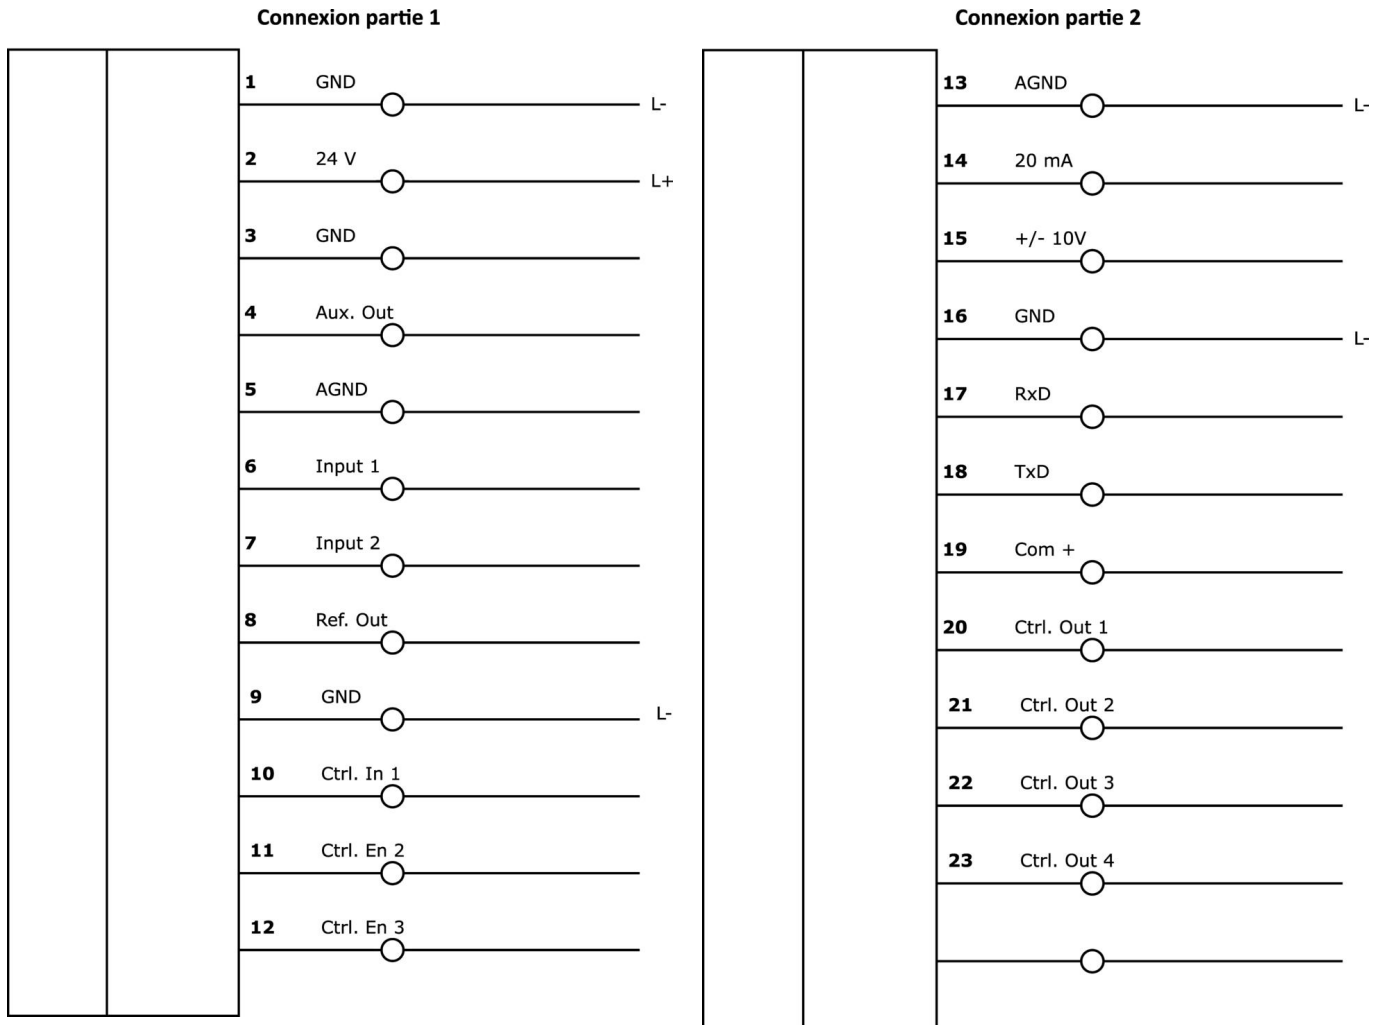 Connexion partie 1
1 GND
L-
2 24 V
L+
3 GND
4 Aux. Out
5 AGND
6 Input 1
7 Input 2
8 Ref. Out
9 GND
L-
10 Ctrl. In 1
11 Ctrl. En 2
12 Ctrl. En 3
Connexion partie 2
13 AGND
L-
14 20 mA
15 +/- 10V
16 GND
L-
17 RxD
18 TxD
19 Com +
20 Ctrl. Out 1
21 Ctrl. Out 2
22 Ctrl. Out 3
23 Ctrl. Out 4